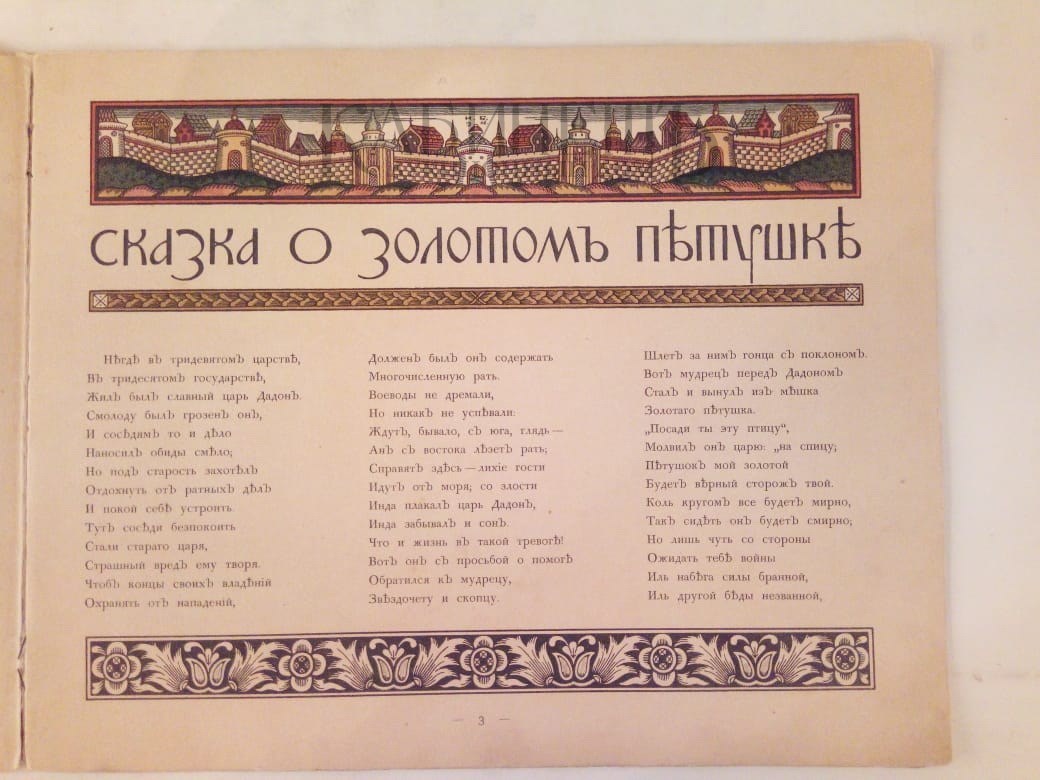 СКАЗКА О ЗОЛОТОМЪ ПѢТУШКѢ
Нѣгдѣ въ тридевятомъ царствѣ,
Въ тридесятомъ государствѣ,
Жилъ былъ славный царь Дадонъ.
Смолоду былъ грозенъ онъ,
И сосѣдямъ то и дѣло
Наносилъ обиды смѣло;
Но подъ старость захотѣлъ
Отдохнуть отъ ратныхъ дѣлъ
И покой себѣ устроить.
Тутъ сосѣди безпокоить
Стали стараго царя,
Страшный вредъ ему творя.
Чтобъ концы своихъ владѣній
Охранять отъ нападеній,
Долженъ былъ онъ содержать
Многочисленную рать.
Воеводы не дремали,
Но никакъ не успѣвали:
Ждутъ, бывало, съ юга, глядь —
Анъ съ востока лѣзетъ рать;
Справятъ здѣсь — лихіе гости
Идутъ отъ моря; со злости
Инда плакалъ царь Дадонъ,
Инда забывалъ и сонъ.
Что и жизнь въ такой тревогѣ!
Вотъ онъ съ просьбой о помогѣ
Обратился къ мудрецу,
Звѣздочету и скопцу.
Шлетъ за нимъ гонца съ поклономъ.
Вотъ мудрецъ передъ Дадономъ
Сталъ и вынулъ изъ мѣшка
Золотаго пѣтушка.
„Посади ты эту птицу“,
Молвилъ онъ царю: „на спицу;
Пѣтушокъ мой золотой
Будетъ вѣрный сторожъ твой.
Коль кругомъ все будетъ мирно,
Такъ сидѣть онъ будетъ смирно;
Но лишь чуть со стороны
Ожидать тебѣ войны
Иль набѣга силы бранной,
Иль другой бѣды незванной,
— 3 —